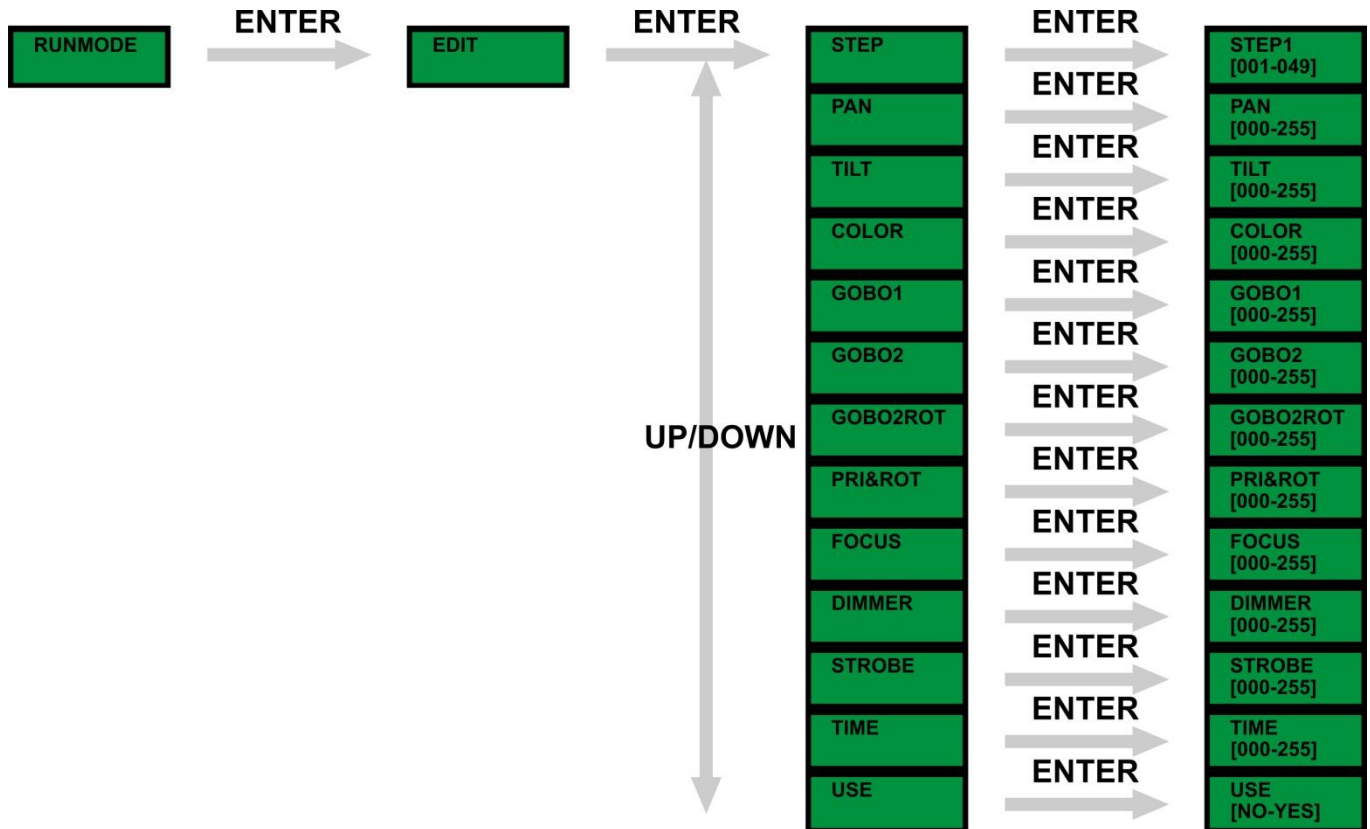 ENTER
ENTER
ENTER
RUNMODE
EDIT
STEP
STEP1
[001-049]
ENTER
PAN
PAN
[000-255]
ENTER
TILT
TILT
[000-255]
ENTER
COLOR
COLOR
[000-255]
ENTER
GOBO1
GOBO1
[000-255]
ENTER
GOBO2
GOBO2
[000-255]
ENTER
GOBO2ROT
GOBO2ROT
[000-255]
UP/DOWN
ENTER
PRI&ROT
PRI&ROT
[000-255]
ENTER
FOCUS
FOCUS
[000-255]
ENTER
DIMMER
DIMMER
[000-255]
ENTER
STROBE
STROBE
[000-255]
ENTER
TIME
TIME
[000-255]
ENTER
USE
USE
[NO-YES]